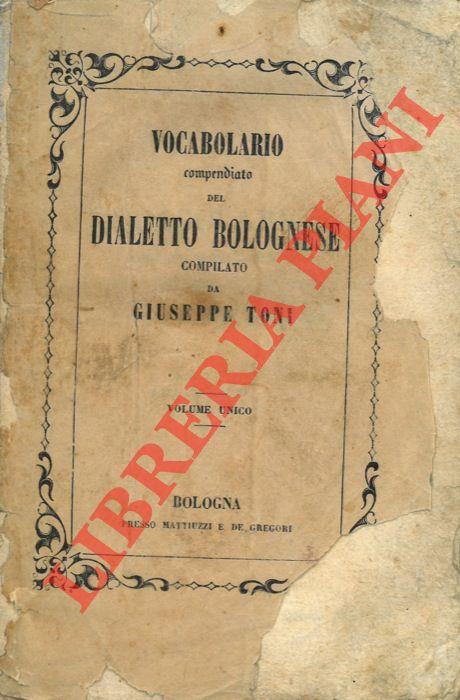 VOCABOLARIO
compendiato
DEL
DIALETTO BOLOGNESE
COMPILATO
DA
GIUSEPPE TONI
VOLUME UNICO
BOLOGNA
PRESSO MATTIUZZI E DE GREGORI
LIBRERIA PIANI